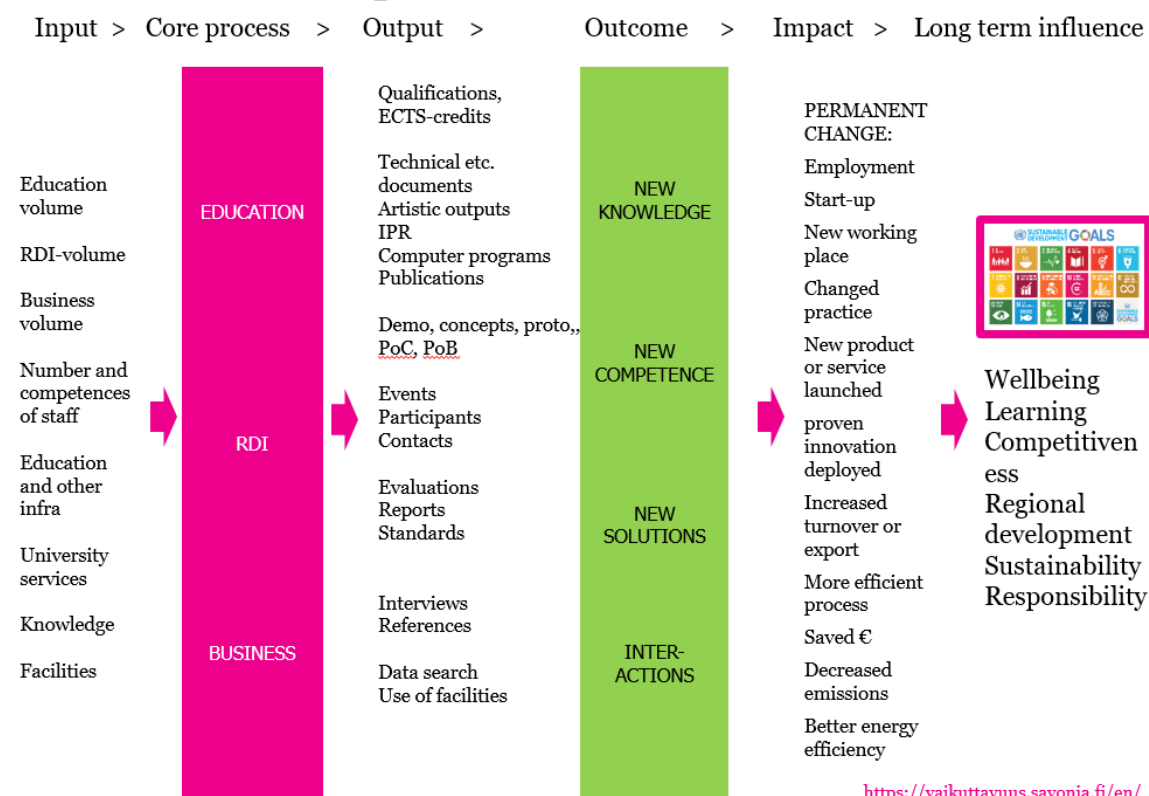 Input > Core process > Output > Outcome > Impact > Long term influence
Education
volume
RDI-volume
Business
volume
Number and
competences
of staff
Education
and other
infra
University
services
Knowledge
Facilities
EDUCATION
RDI
BUSINESS
Qualifications,
ECTS-credits
Technical etc.
documents
Artistic outputs
IPR
Computer programs
Publications
Demo, concepts, proto,,
PoC, PoB
Events
Participants
Contacts
Evaluations
Reports
Standards
Interviews
References
Data search
Use of facilities
NEW
KNOWLEDGE
NEW
COMPETENCE
NEW
SOLUTIONS
INTER-
ACTIONS
PERMANENT
CHANGE:
Employment
Start-up
New working
place
Changed
practice
New product
or service
launched
proven
innovation
deployed
Increased
turnover or
export
More efficient
process
Saved €
Decreased
emissions
Better energy
efficiency
SUSTAINABLE
DEVELOPMENT GOALS
Wellbeing
Learning
Competitiven
ess
Regional
development
Sustainability
Responsibility
https://vaikuttavuus.savonia.fi/en/